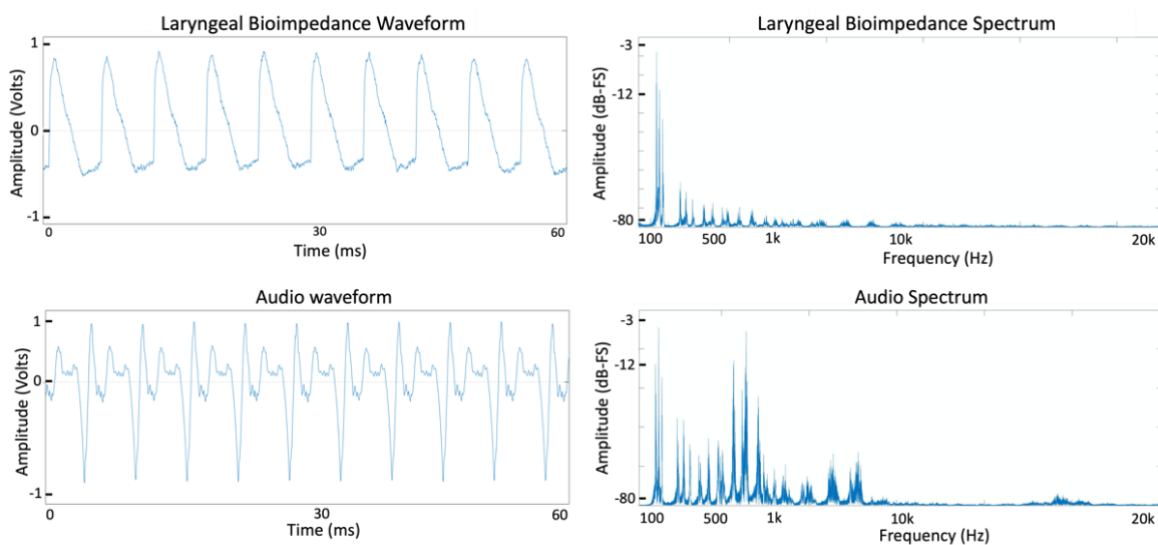 Laryngeal Bioimpedance Waveform
Amplitude (Volts)
1
0
-1
0
30
60
Time (ms)
Laryngeal Bioimpedance Spectrum
Amplitude (dB-FS)
-3
-12
-80
100
500
1k
10k
20k
Frequency (Hz)
Audio waveform
Amplitude (Volts)
1
0
-1
0
30
60
Time (ms)
Audio Spectrum
Amplitude (dB-FS)
-3
-12
-80
100
500
1k
10k
20k
Frequency (Hz)